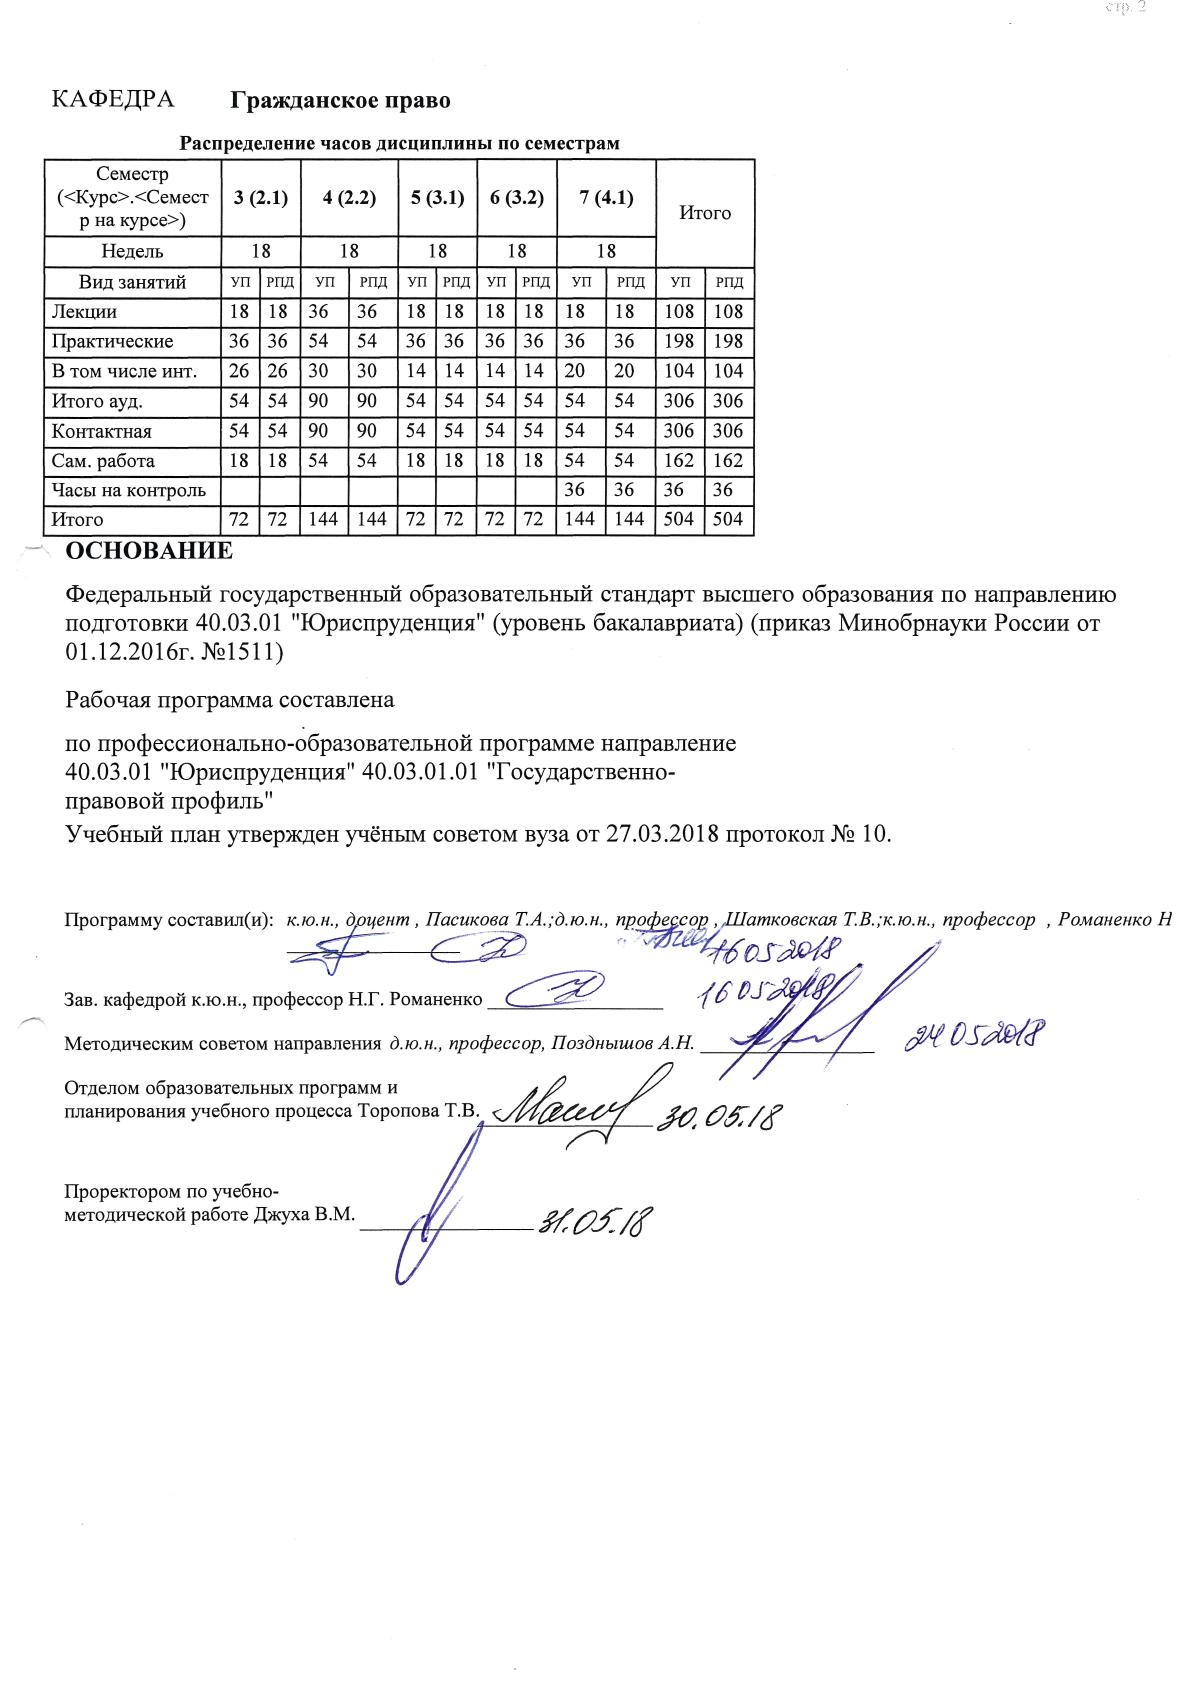 стр. 2
КАФЕДРА Гражданское право
Распределение часов дисциплины по семестрам
Семестр (<Курс>.<Семестр на курсе>) 3 (2.1) 4 (2.2) 5 (3.1) 6 (3.2) 7 (4.1) Итого
Недель 18 18 18 18 18
Вид занятий УП РПД УП РПД УП РПД УП РПД УП РПД УП РПД
Лекции 18 18 36 36 18 18 18 18 18 18 108 108
Практические 36 36 54 54 36 36 36 36 36 36 198 198
В том числе инт. 26 26 30 30 14 14 14 14 20 20 104 104
Итого ауд. 54 54 90 90 54 54 54 54 54 54 306 306
Контактная 54 54 90 90 54 54 54 54 54 54 306 306
Сам. работа 18 18 54 54 18 18 18 18 54 54 162 162
Часы на контроль 36 36 36 36
Итого 72 72 144 144 72 72 72 72 144 144 504 504
ОСНОВАНИЕ
Федеральный государственный образовательный стандарт высшего образования по направлению
подготовки 40.03.01 "Юриспруденция" (уровень бакалавриата) (приказ Минобрнауки России от
01.12.2016г. №1511)
Рабочая программа составлена
по профессионально-образовательной программе направление
40.03.01 "Юриспруденция" 40.03.01.01 "Государственно-
правовой профиль"
Учебный план утвержден учёным советом вуза от 27.03.2018 протокол № 10.
Программу составил(и): к.ю.н., доцент , Пасикова Т.А.;д.ю.н., профессор , Шатковская Т.В.;к.ю.н., профессор , Романенко Н
16 05 2018
Зав. кафедрой к.ю.н., профессор Н.Г. Романенко 16 05 2018
Методическим советом направления д.ю.н., профессор, Позднышов А.Н. 24 05 2018
Отделом образовательных программ и
планирования учебного процесса Торопова Т.В. 30.05.18
Проректором по учебно-
методической работе Джуха В.М. 31.05.18